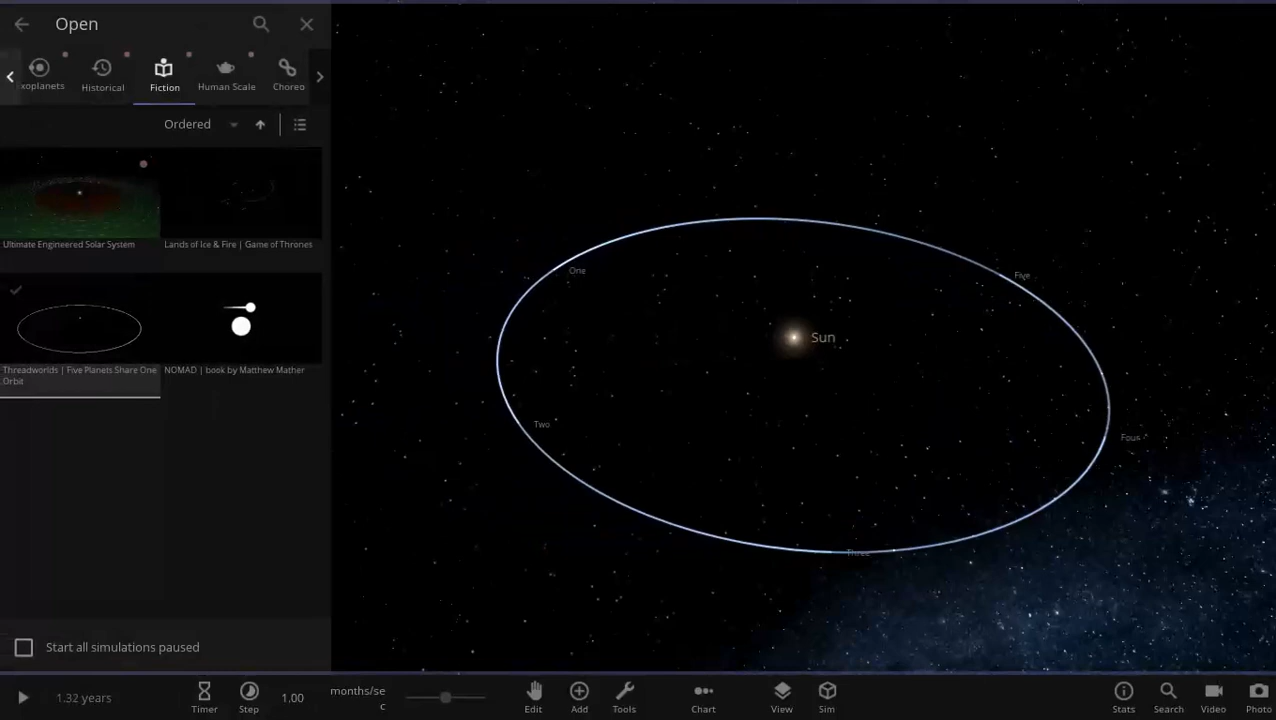 Open
xoplanets
Historical
Fiction
Human Scale
Choreo
Ordered
Ultimate Engineered Solar System
Lands of Ice & Fire | Game of Thrones
Threadworlds | Five Planets Share One
Orbit
NOMAD | book by Matthew Mather
Start all simulations paused
One
Five
Sun
Two
Four
Three
1.32 years
Timer
Step
1.00
months/se
c
Edit
Add
Tools
Chart
View
Sim
Stats
Search
Video
Photo